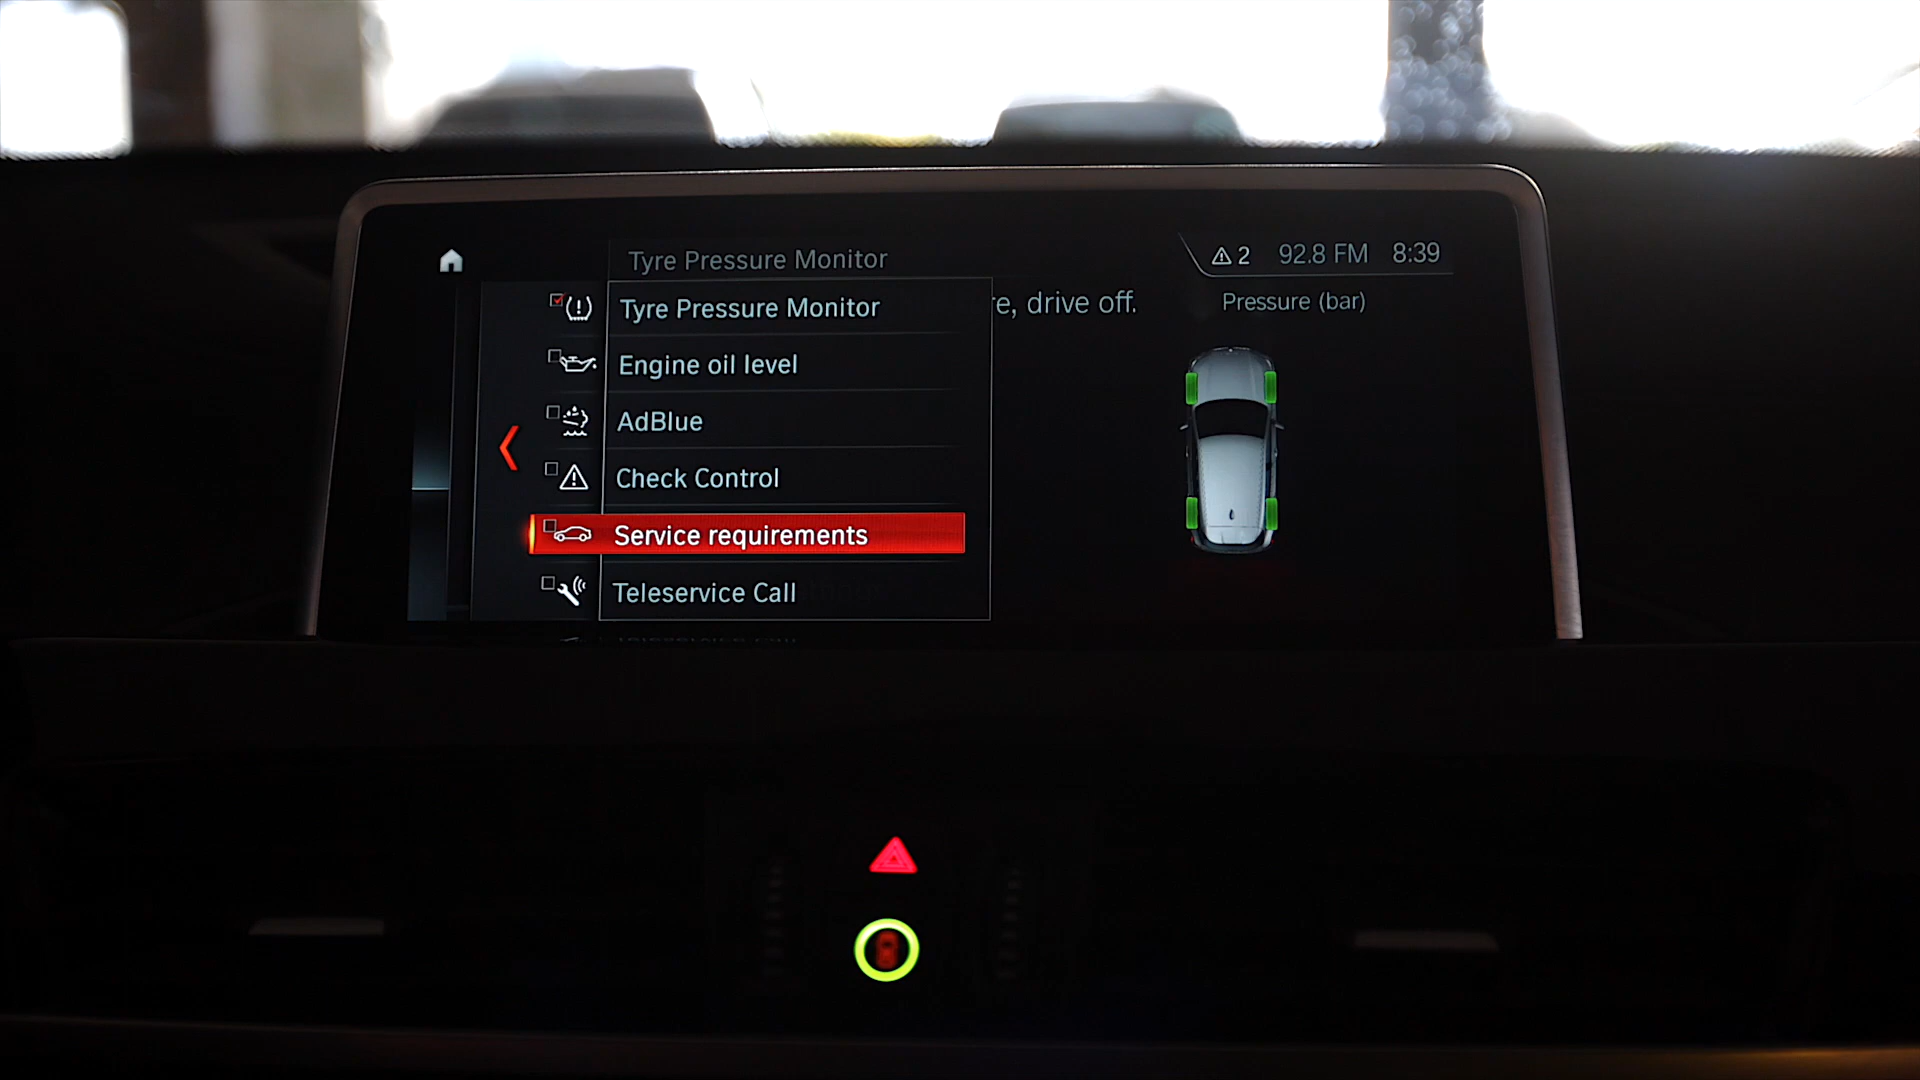 Tyre Pressure Monitor
2 92.8 FM 8:39
Tyre Pressure Monitor
e, drive off.
Pressure (bar)
Engine oil level
AdBlue
Check Control
Service requirements
Teleservice Call